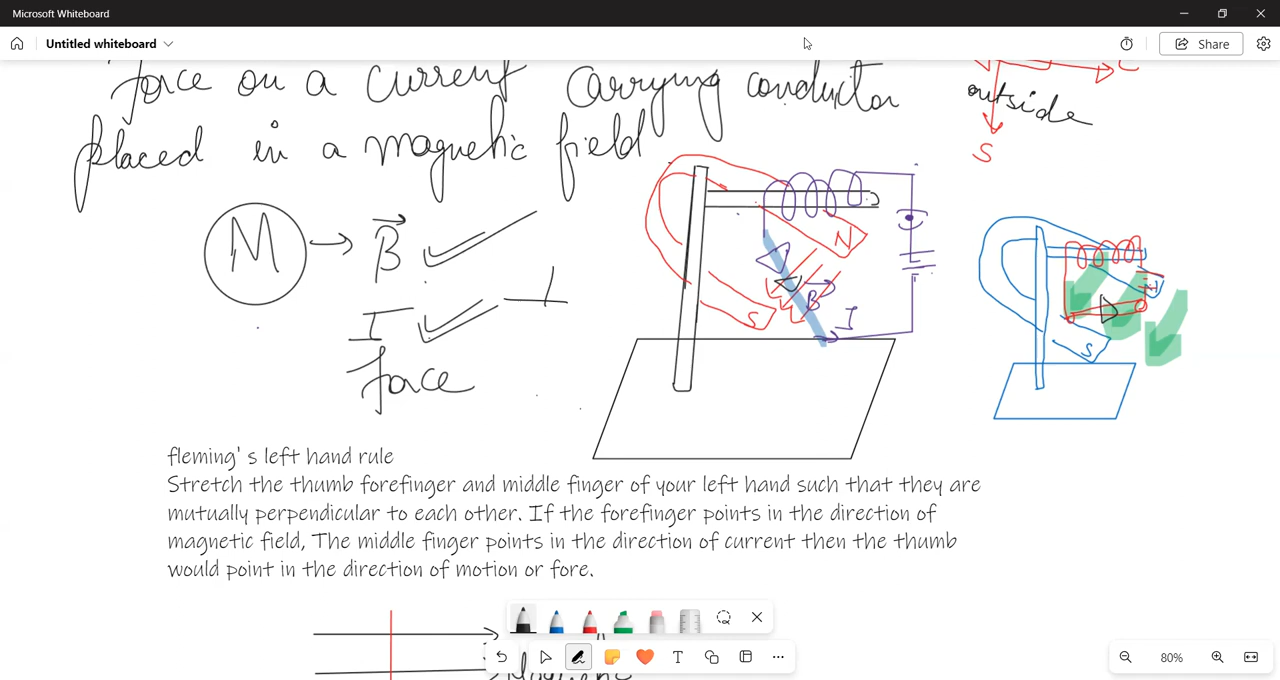 Microsoft Whiteboard
Untitled whiteboard
Share
force on a current carrying conductor
placed in a magnetic field
outside
S
M → B
I
force
N
S
B
I
S
fleming' s left hand rule
Stretch the thumb forefinger and middle finger of your left hand such that they are
mutually perpendicular to each other. If the forefinger points in the direction of
magnetic field, The middle finger points in the direction of current then the thumb
would point in the direction of motion or fore.
80%